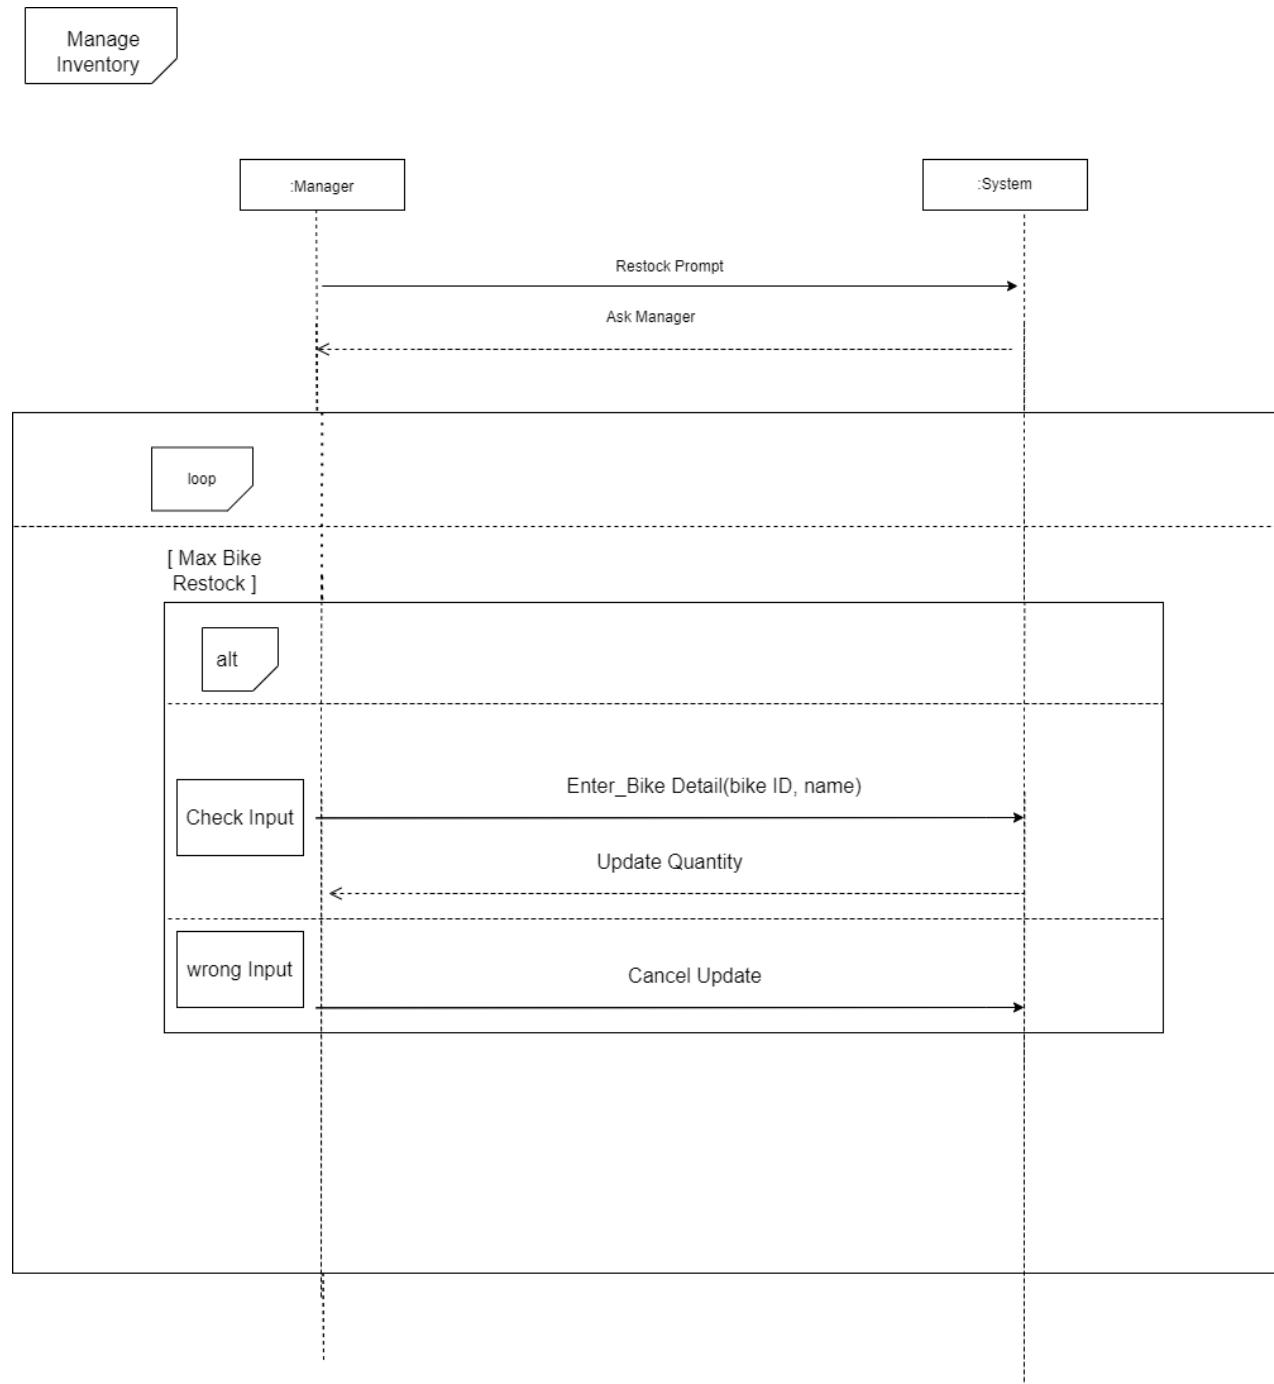 Manage
Inventory
:Manager
:System
Restock Prompt
Ask Manager
loop
[ Max Bike
Restock ]
alt
Enter_Bike Detail(bike ID, name)
Check Input
Update Quantity
wrong Input
Cancel Update